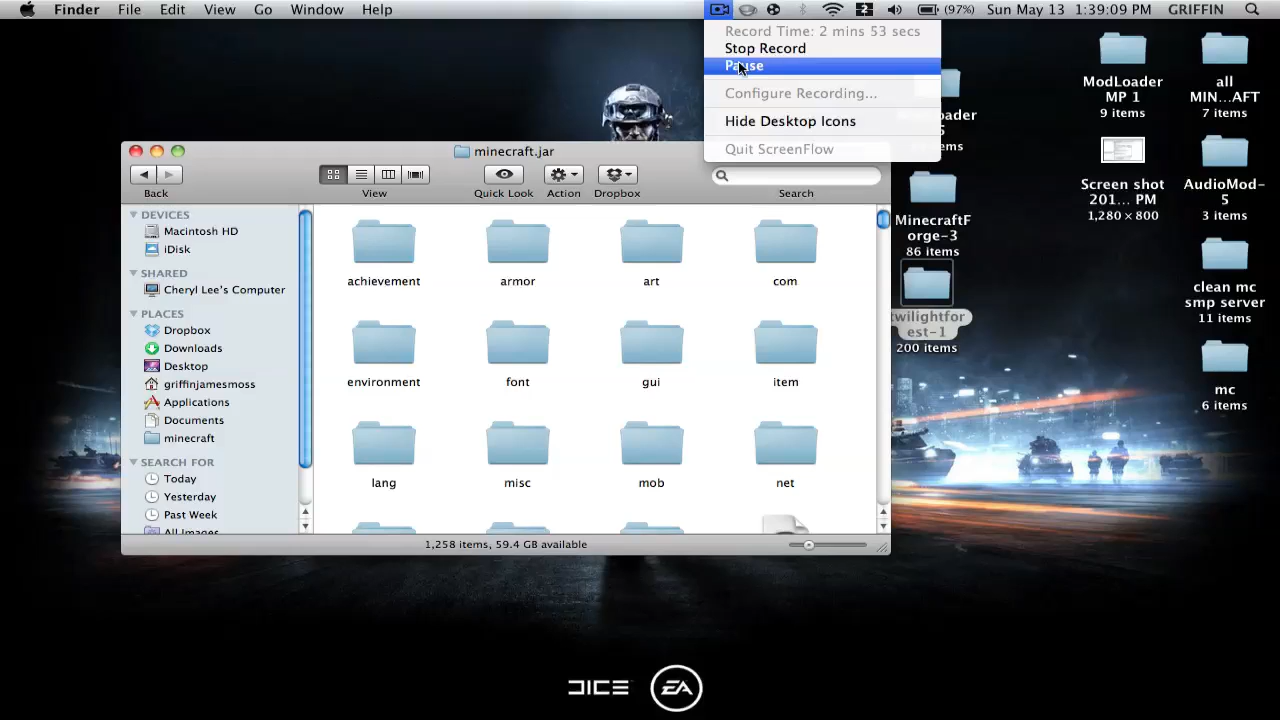 Finder File Edit View Go Window Help
(97%) Sun May 13 1:39:09 PM GRIFFIN
Record Time: 2 mins 53 secs
Stop Record
Pause
Configure Recording...
Hide Desktop Icons
Quit ScreenFlow
minecraft.jar
Back
View
Quick Look
Action
Dropbox
Search
DEVICES
Macintosh HD
iDisk
SHARED
Cheryl Lee's Computer
PLACES
Dropbox
Downloads
Desktop
griffinjamesmoss
Applications
Documents
minecraft
SEARCH FOR
Today
Yesterday
Past Week
All Images
achievement
armor
art
com
environment
font
gui
item
lang
misc
mob
net
1,258 items, 59.4 GB available
MinecraftF
orge-3
86 items
twilightfor
est-1
200 items
ModLoader
MP 1
9 items
Screen shot
201... PM
1,280 × 800
all
MIN...AFT
7 items
AudioMod-
5
3 items
clean mc
smp server
11 items
mc
6 items
DICE
EA